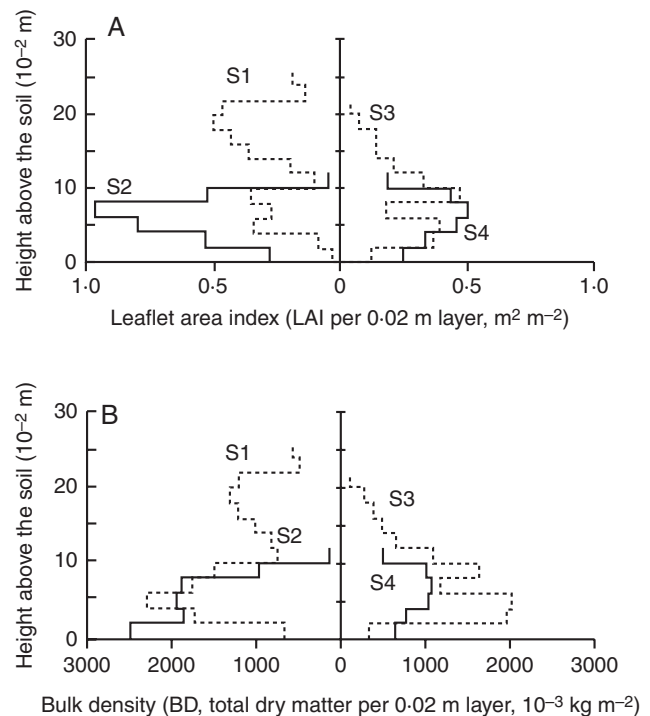 A
30
S1
S3
20
S2
10
S4
0
1·0 0·5 0 0·5 1·0
Height above the soil (10⁻² m)
Leaflet area index (LAI per 0·02 m layer, m² m⁻²)
B
30
S1
20
S3
S2
10
S4
0
3000 2000 1000 0 1000 2000 3000
Height above the soil (10⁻² m)
Bulk density (BD, total dry matter per 0·02 m layer, 10⁻³ kg m⁻²)